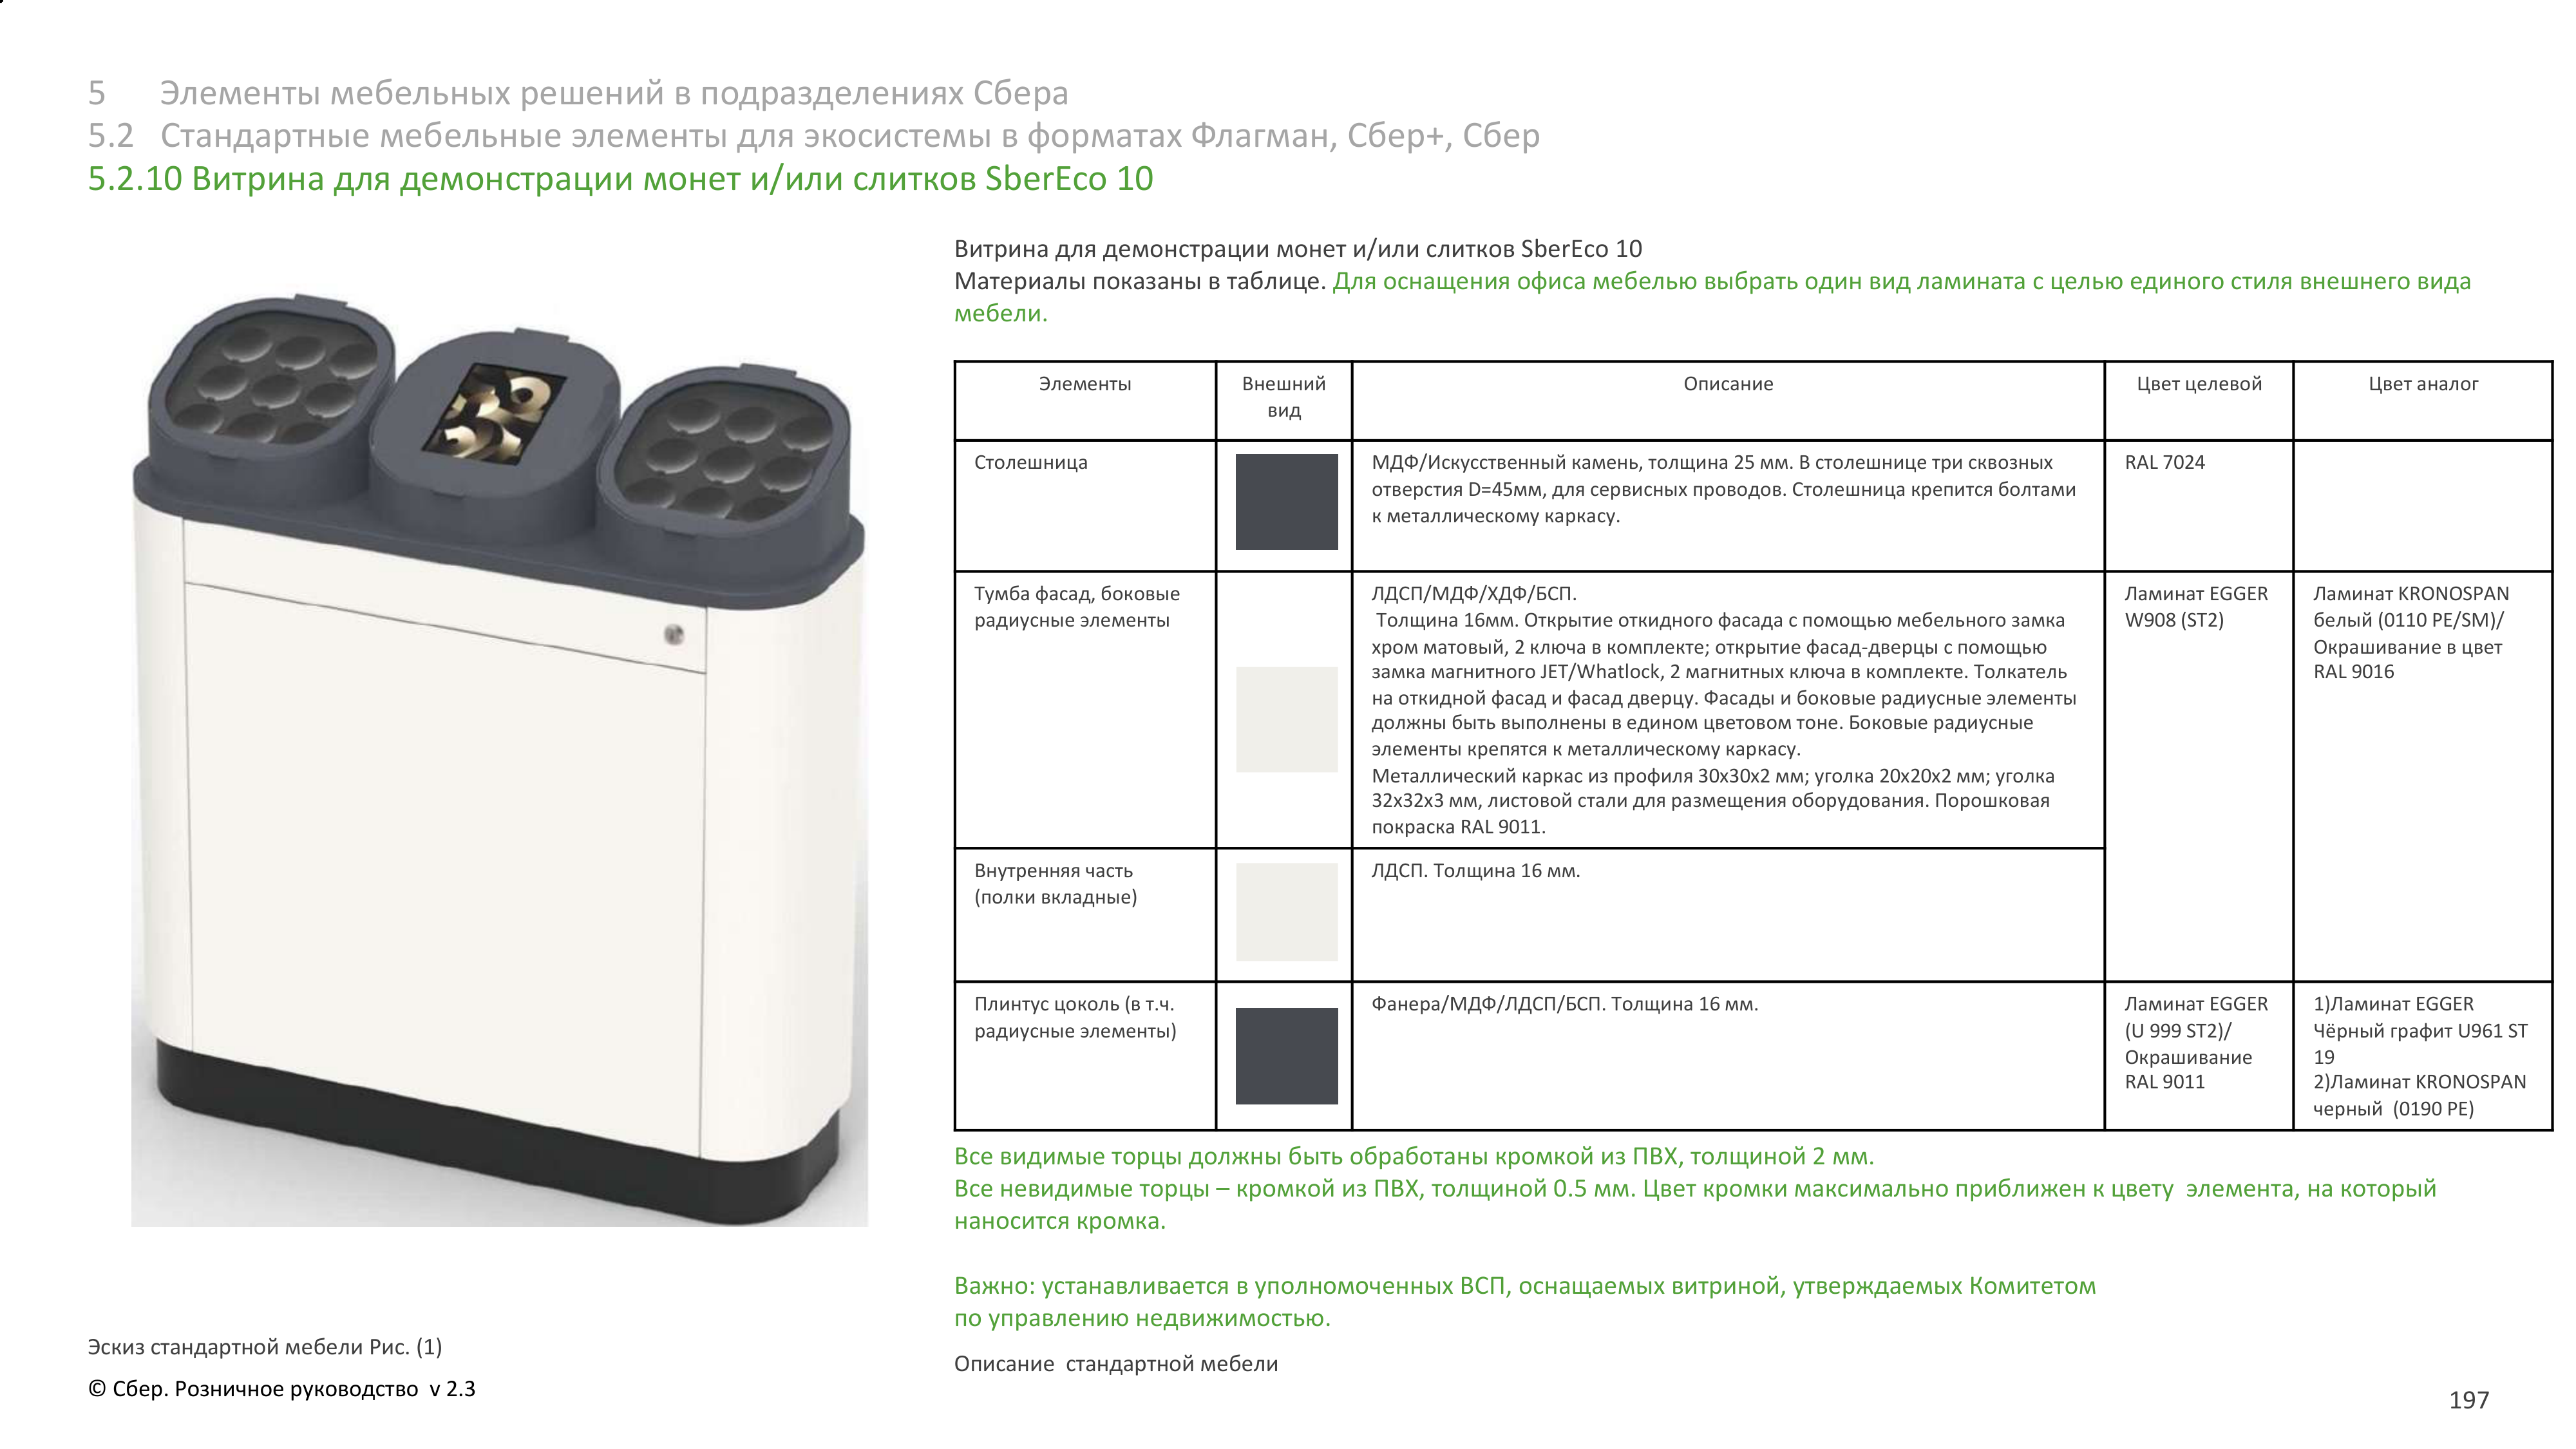 5 Элементы мебельных решений в подразделениях Сбера
5.2 Стандартные мебельные элементы для экосистемы в форматах Флагман, Сбер+, Сбер
5.2.10 Витрина для демонстрации монет и/или слитков SberEco 10
Витрина для демонстрации монет и/или слитков SberEco 10
Материалы показаны в таблице. Для оснащения офиса мебелью выбрать один вид ламината с целью единого стиля внешнего вида
мебели.
Элементы
Внешний
вид
Описание
Цвет целевой
Цвет аналог
Столешница
МДФ/Искусственный камень, толщина 25 мм. В столешнице три сквозных
отверстия D=45мм, для сервисных проводов. Столешница крепится болтами
к металлическому каркасу.
RAL 7024
Тумба фасад, боковые
радиусные элементы
ЛДСП/МДФ/ХДФ/БСП.
Толщина 16мм. Открытие откидного фасада с помощью мебельного замка
хром матовый, 2 ключа в комплекте; открытие фасад-дверцы с помощью
замка магнитного JET/Whatlock, 2 магнитных ключа в комплекте. Толкатель
на откидной фасад и фасад дверцу. Фасады и боковые радиусные элементы
должны быть выполнены в едином цветовом тоне. Боковые радиусные
элементы крепятся к металлическому каркасу.
Металлический каркас из профиля 30х30х2 мм; уголка 20х20х2 мм; уголка
32х32х3 мм, листовой стали для размещения оборудования. Порошковая
покраска RAL 9011.
Ламинат EGGER
W908 (ST2)
Ламинат KRONOSPAN
белый (0110 PE/SM)/
Окрашивание в цвет
RAL 9016
Внутренняя часть
(полки вкладные)
ЛДСП. Толщина 16 мм.
Плинтус цоколь (в т.ч.
радиусные элементы)
Фанера/МДФ/ЛДСП/БСП. Толщина 16 мм.
Ламинат EGGER
(U 999 ST2)/
Окрашивание
RAL 9011
1)Ламинат EGGER
Чёрный графит U961 ST
19
2)Ламинат KRONOSPAN
черный (0190 PE)
Все видимые торцы должны быть обработаны кромкой из ПВХ, толщиной 2 мм.
Все невидимые торцы – кромкой из ПВХ, толщиной 0.5 мм. Цвет кромки максимально приближен к цвету элемента, на который
наносится кромка.
Важно: устанавливается в уполномоченных ВСП, оснащаемых витриной, утверждаемых Комитетом
по управлению недвижимостью.
Эскиз стандартной мебели Рис. (1)
Описание стандартной мебели
© Сбер. Розничное руководство v 2.3
197